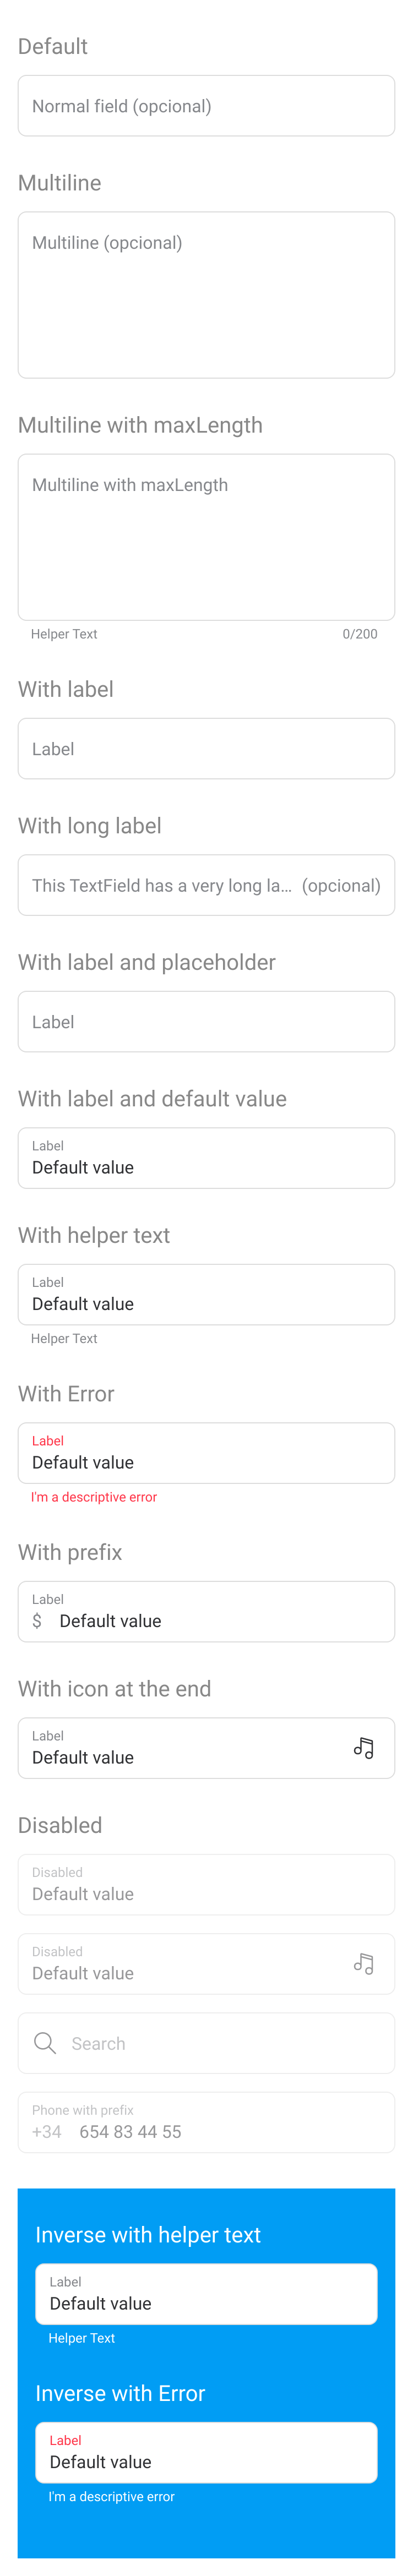 Default
Normal field (opcional)
Multiline
Multiline (opcional)
Multiline with maxLength
Multiline with maxLength
Helper Text 0/200
With label
Label
With long label
This TextField has a very long la... (opcional)
With label and placeholder
Label
With label and default value
Label
Default value
With helper text
Label
Default value
Helper Text
With Error
Label
Default value
I'm a descriptive error
With prefix
Label
$ Default value
With icon at the end
Label
Default value
Disabled
Disabled
Default value
Disabled
Default value
Search
Phone with prefix
+34 654 83 44 55
Inverse with helper text
Label
Default value
Helper Text
Inverse with Error
Label
Default value
I'm a descriptive error